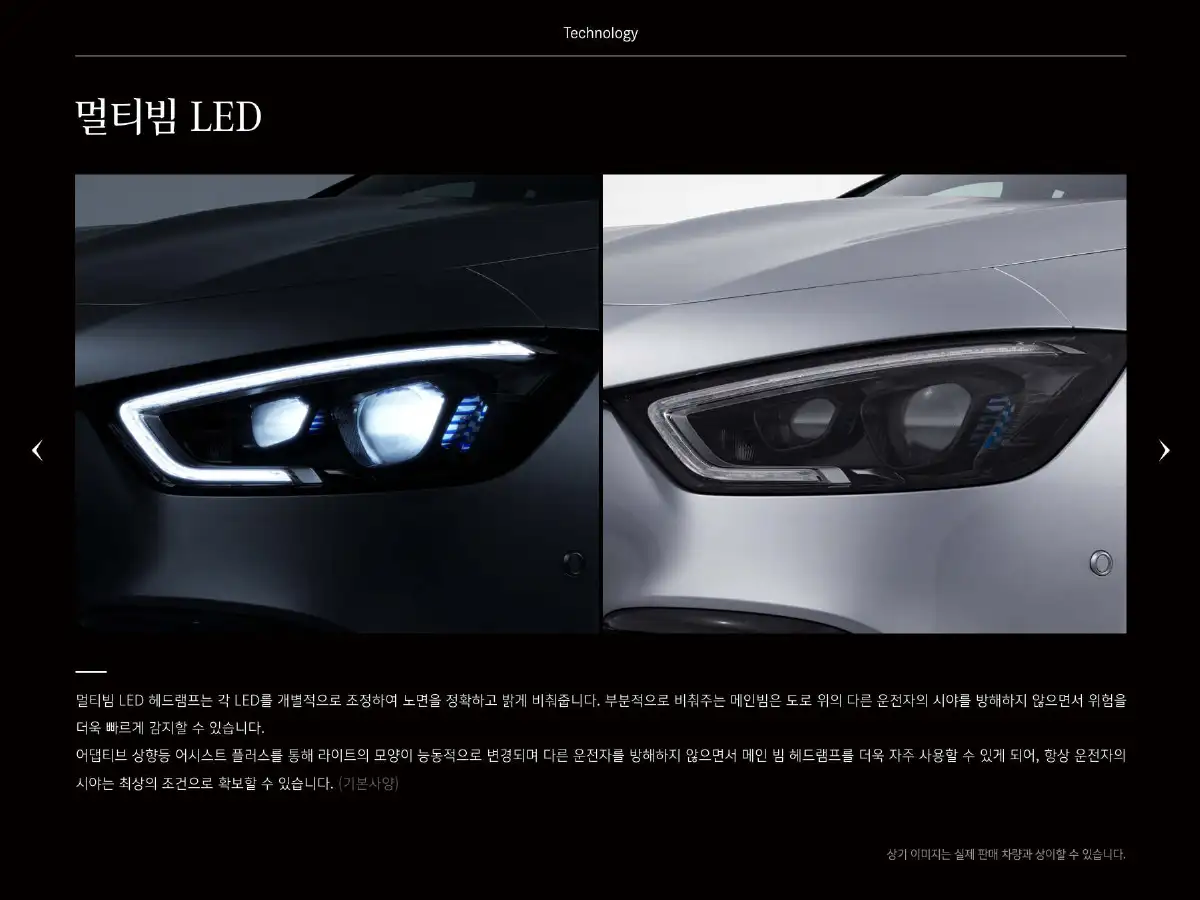 Technology
멀티빔 LED
멀티빔 LED 헤드램프는 각 LED를 개별적으로 조정하여 노면을 정확하고 밝게 비춰줍니다. 부분적으로 비춰주는 메인빔은 도로 위의 다른 운전자의 시야를 방해하지 않으면서 위험을
더욱 빠르게 감지할 수 있습니다.
어댑티브 상향등 어시스트 플러스를 통해 라이트의 모양이 능동적으로 변경되며 다른 운전자를 방해하지 않으면서 메인 빔 헤드램프를 더욱 자주 사용할 수 있게 되어, 항상 운전자의
시야는 최상의 조건으로 확보할 수 있습니다. (기본사양)
상기 이미지는 실제 판매 차량과 상이할 수 있습니다.